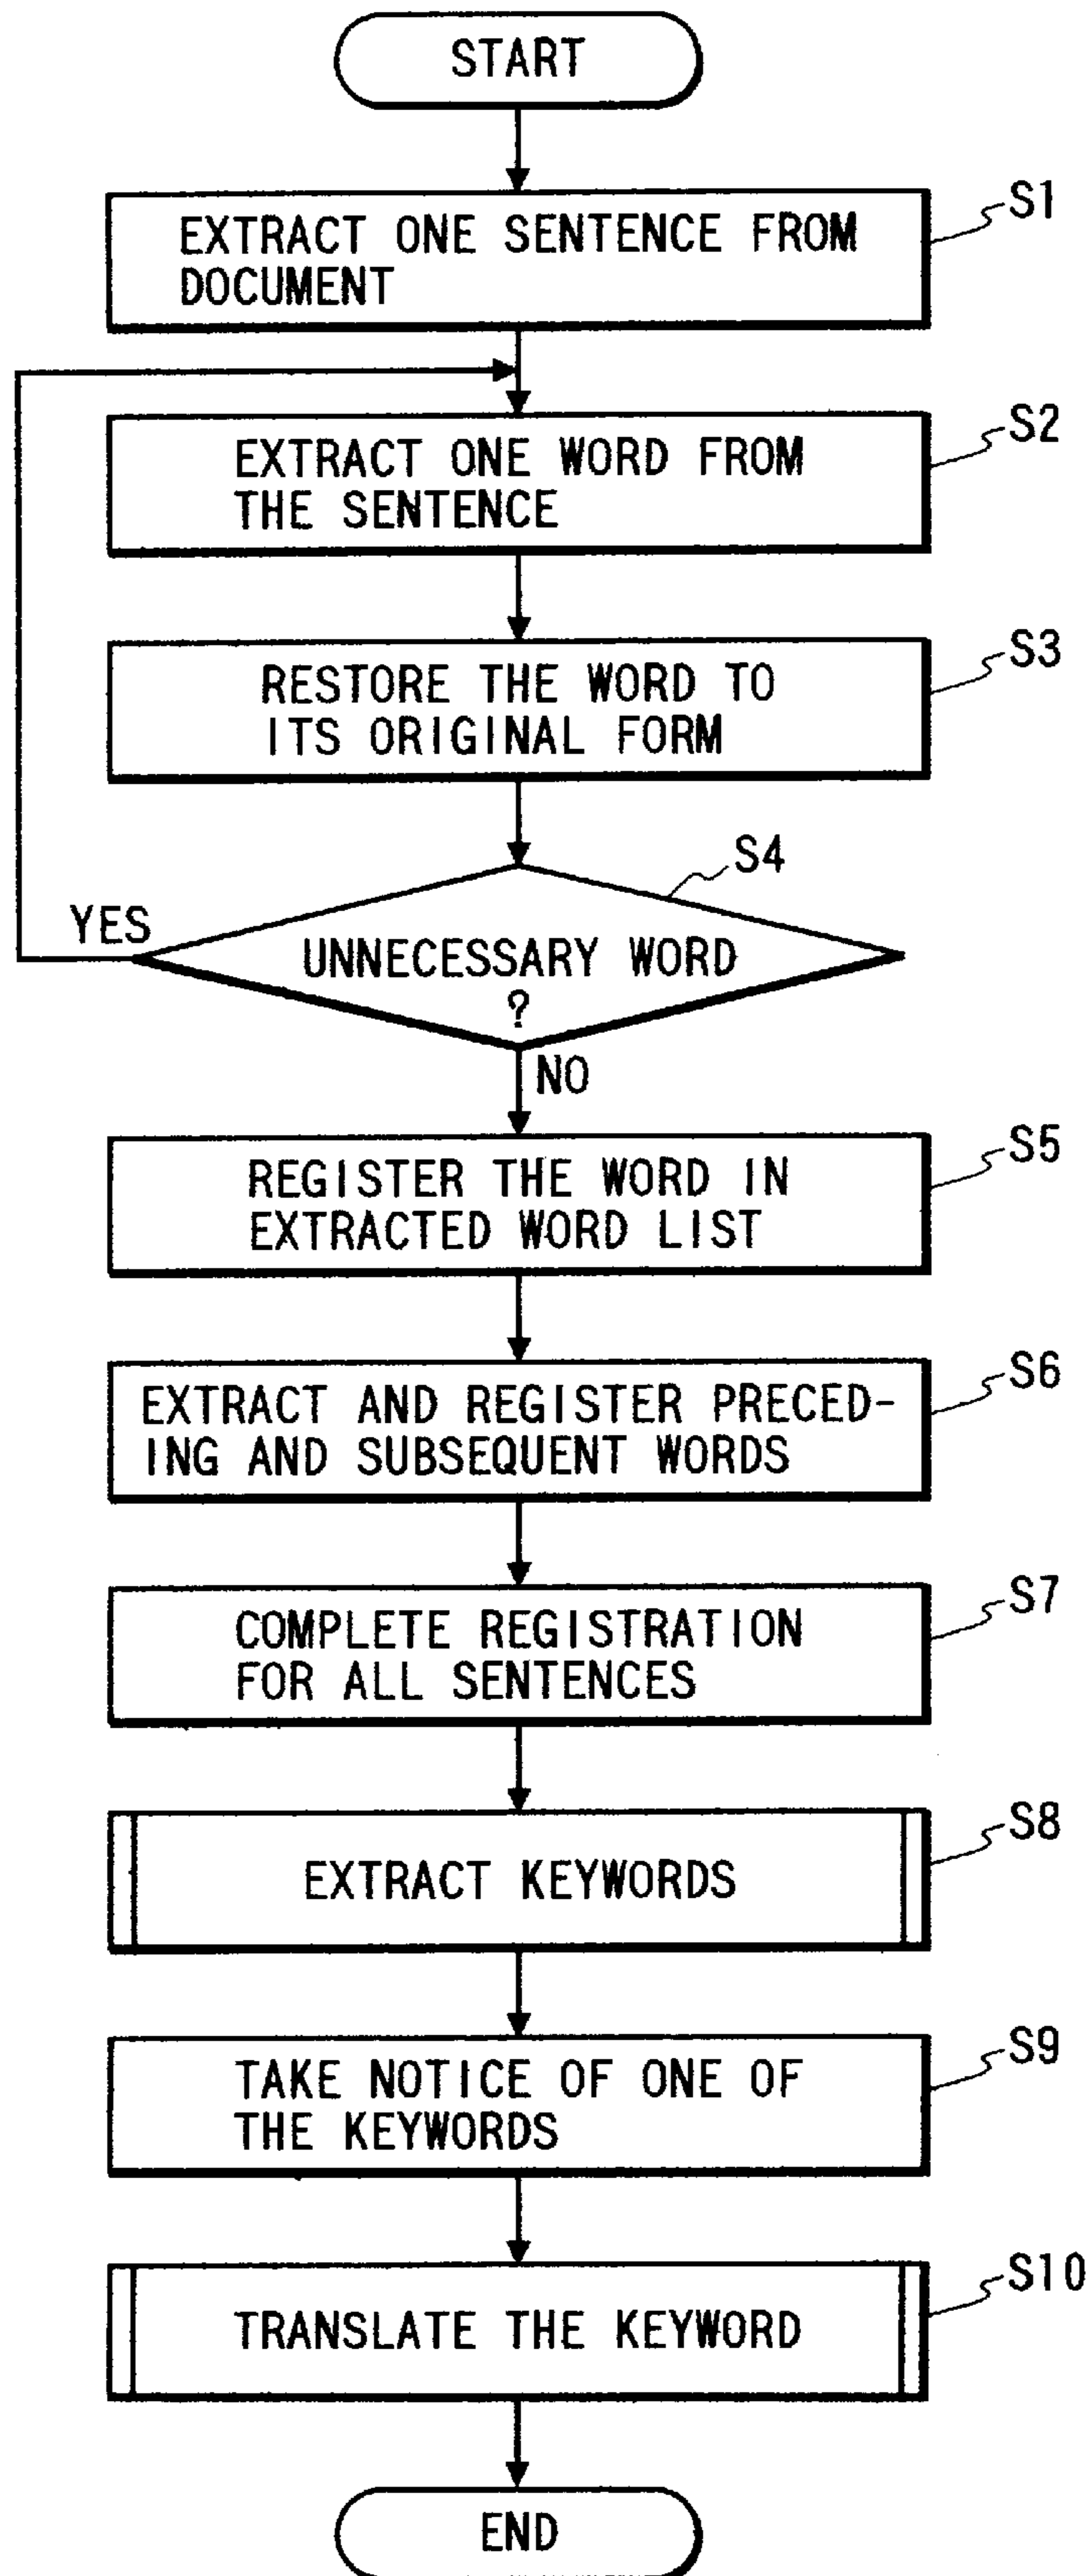 START
S1
EXTRACT ONE SENTENCE FROM
DOCUMENT
S2
EXTRACT ONE WORD FROM
THE SENTENCE
S3
RESTORE THE WORD TO
ITS ORIGINAL FORM
S4
YES
UNNECESSARY WORD
?
NO
S5
REGISTER THE WORD IN
EXTRACTED WORD LIST
S6
EXTRACT AND REGISTER PRECED-
ING AND SUBSEQUENT WORDS
S7
COMPLETE REGISTRATION
FOR ALL SENTENCES
S8
EXTRACT KEYWORDS
S9
TAKE NOTICE OF ONE OF
THE KEYWORDS
S10
TRANSLATE THE KEYWORD
END